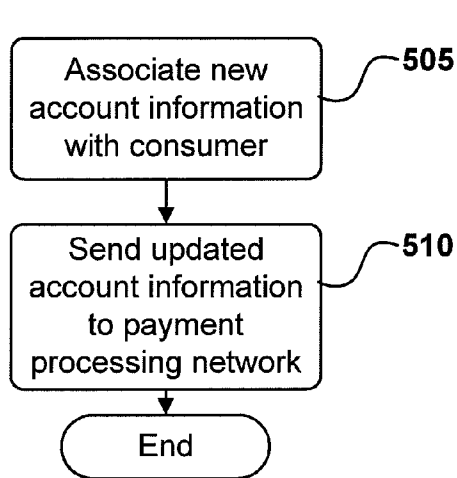 Associate new
account information
with consumer
505
Send updated
account information
to payment
processing network
510
End